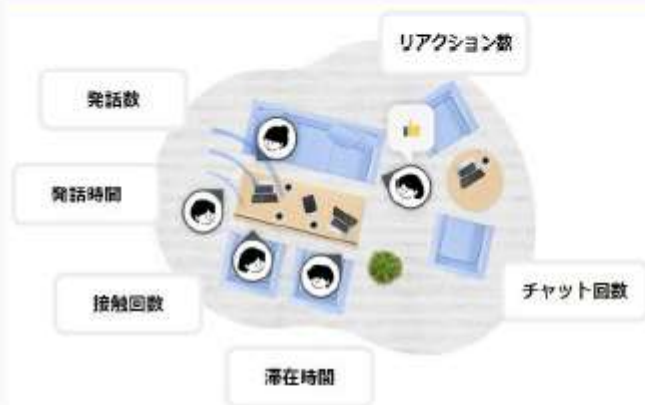 リアクション数
発話数
発話時間
接触回数
チャット回数
滞在時間